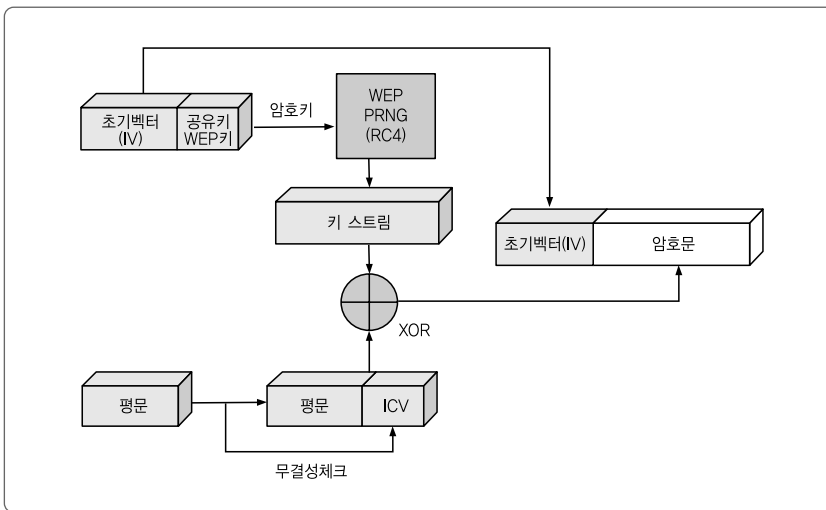 초기벡터
(IV)
공유키
WEP키
암호키
WEP
PRNG
(RC4)
키 스트림
초기벡터(IV)
암호문
XOR
평문
평문
ICV
무결성체크